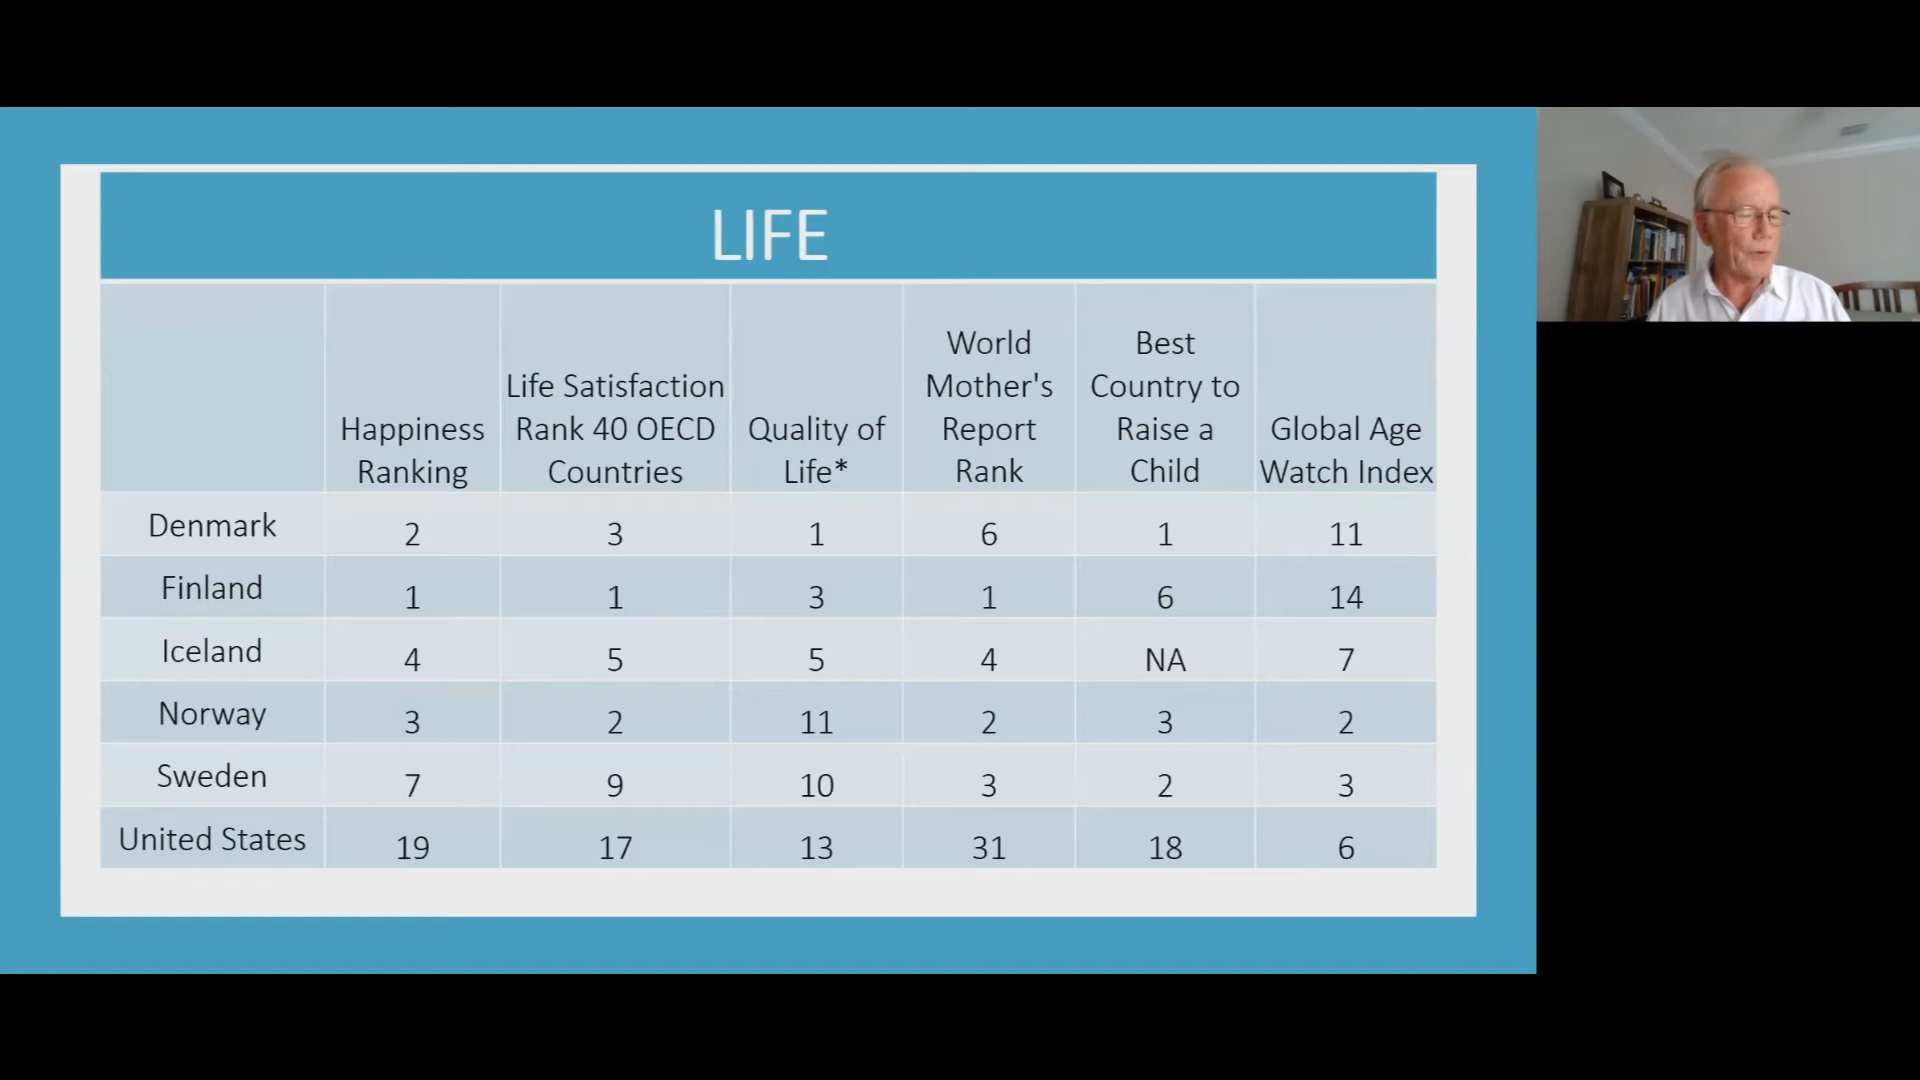 LIFE
Happiness Ranking
Life Satisfaction Rank 40 OECD Countries
Quality of Life*
World Mother's Report Rank
Best Country to Raise a Child
Global Age Watch Index
Denmark 2 3 1 6 1 11
Finland 1 1 3 1 6 14
Iceland 4 5 5 4 NA 7
Norway 3 2 11 2 3 2
Sweden 7 9 10 3 2 3
United States 19 17 13 31 18 6